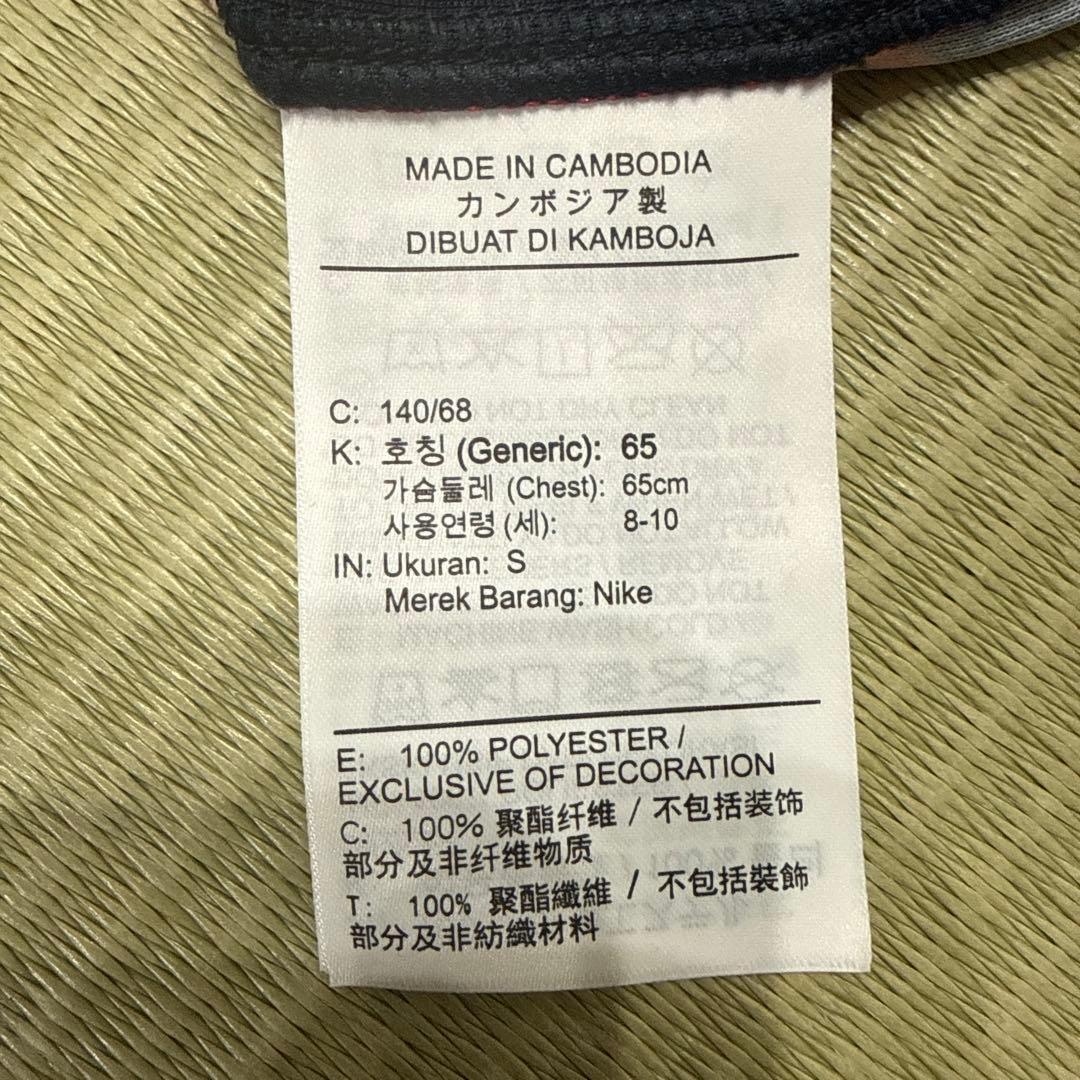 MADE IN CAMBODIA
カンボジア製
DIBUAT DI KAMBOJA
C: 140/68
K: 호칭 (Generic): 65
가슴둘레 (Chest): 65cm
사용연령 (세): 8-10
IN: Ukuran: S
Merek Barang: Nike
E: 100% POLYESTER /
EXCLUSIVE OF DECORATION
C: 100% 聚酯纤维 / 不包括装饰
部分及非纤维物质
T: 100% 聚酯纖維 / 不包括裝飾
部分及非紡織材料